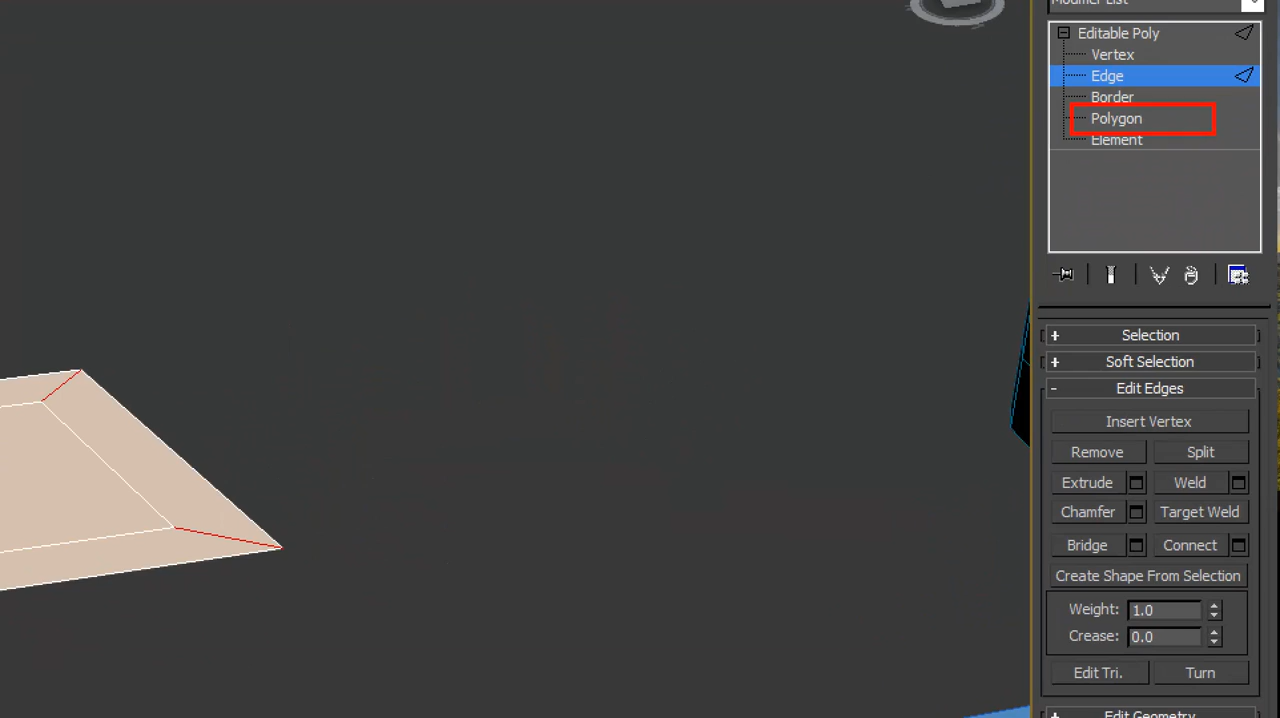 Modifier List
Editable Poly
Vertex
Edge
Border
Polygon
Element
+ Selection
+ Soft Selection
- Edit Edges
Insert Vertex
Remove Split
Extrude Weld
Chamfer Target Weld
Bridge Connect
Create Shape From Selection
Weight: 1.0
Crease: 0.0
Edit Tri. Turn
+ Edit Geometry